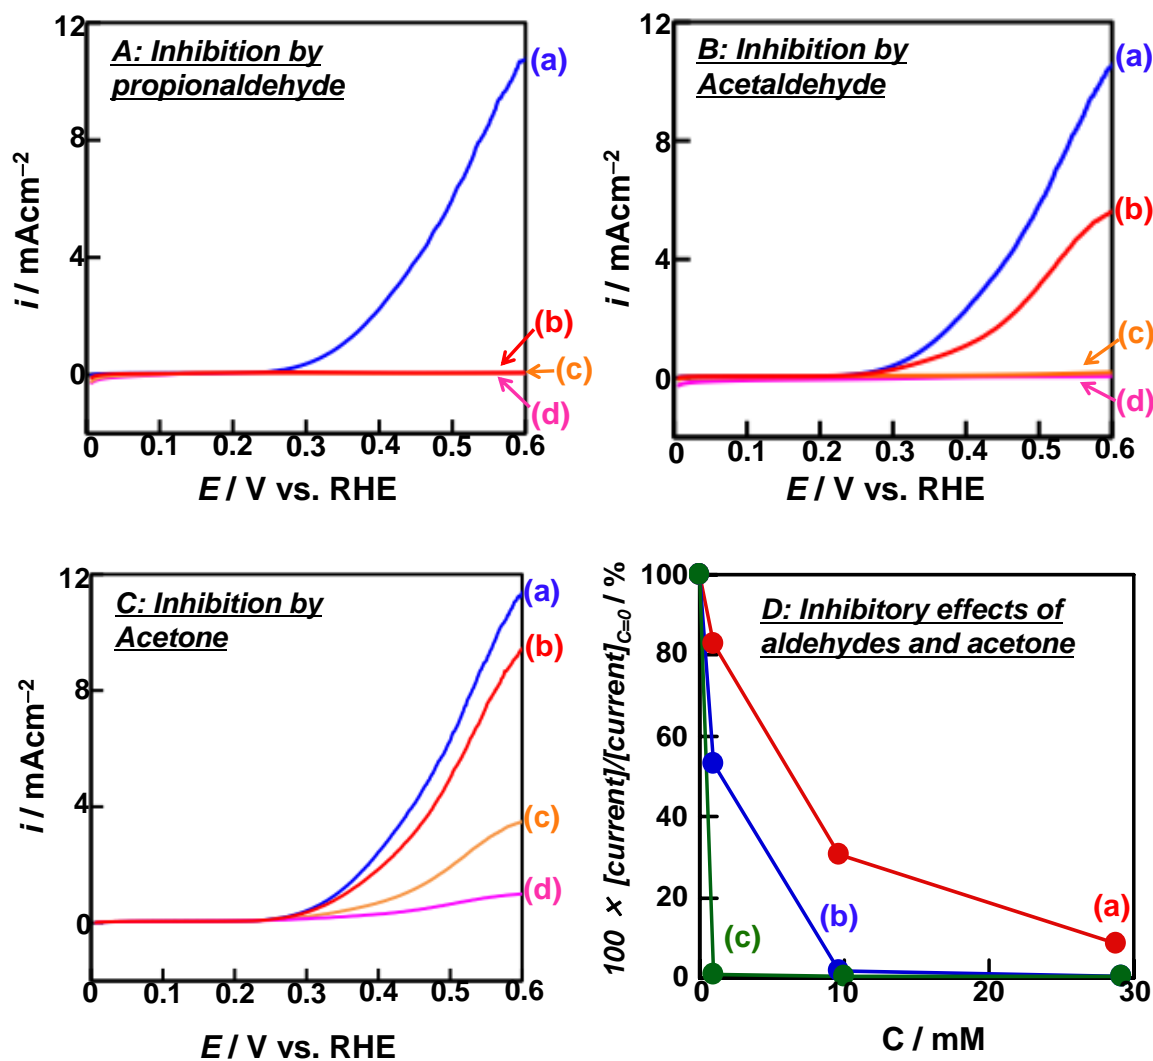 A: Inhibition by
propionaldehyde
12
8
4
0
i / mAcm−2
(a)
(b)
(c)
(d)
0 0.1 0.2 0.3 0.4 0.5 0.6
E / V vs. RHE
B: Inhibition by
Acetaldehyde
12
8
4
0
i / mAcm−2
(a)
(b)
(c)
(d)
0 0.1 0.2 0.3 0.4 0.5 0.6
E / V vs. RHE
C: Inhibition by
Acetone
12
8
4
0
i / mAcm−2
(a)
(b)
(c)
(d)
0 0.1 0.2 0.3 0.4 0.5 0.6
E / V vs. RHE
D: Inhibitory effects of
aldehydes and acetone
100
80
60
40
20
0
100 × [current]/[current]C=0 / %
(a)
(b)
(c)
0 10 20 30
C / mM